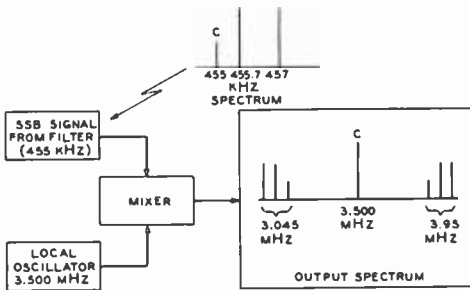 C
455 455.7 457
KHZ
SPECTRUM
SSB SIGNAL
FROM FILTER
(455 KHZ)
MIXER
LOCAL
OSCILLATOR
3.500 MHZ
C
3.045
MHZ
3.500
MHZ
3.95
MHZ
OUTPUT SPECTRUM